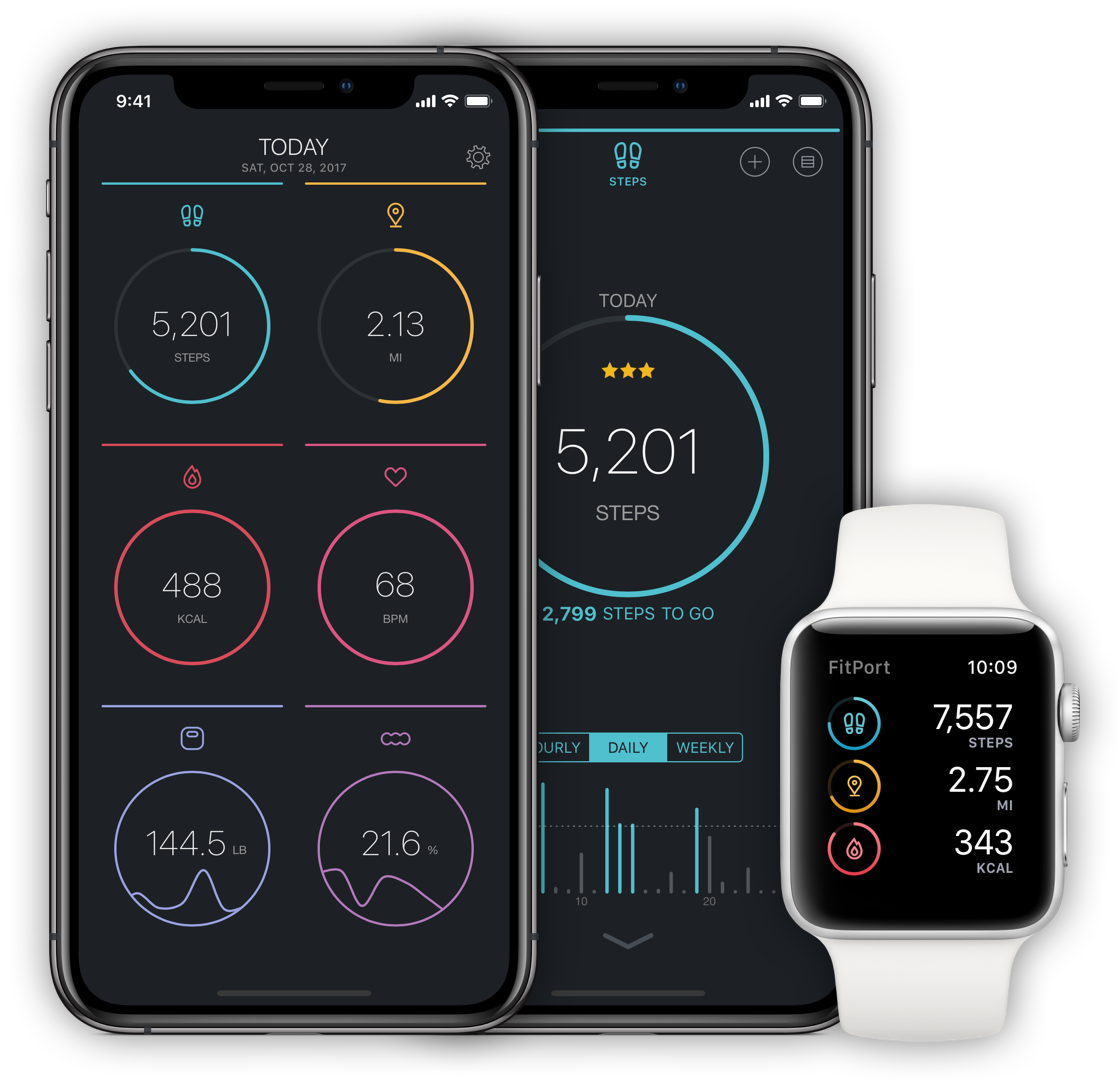 9:41
TODAY
SAT, OCT 28, 2017
5,201
STEPS
2.13
MI
488
KCAL
68
BPM
144.5 LB
21.6 %
STEPS
TODAY
5,201
STEPS
2,799 STEPS TO GO
OURLY DAILY WEEKLY
10 20
FitPort 10:09
7,557
STEPS
2.75
MI
343
KCAL